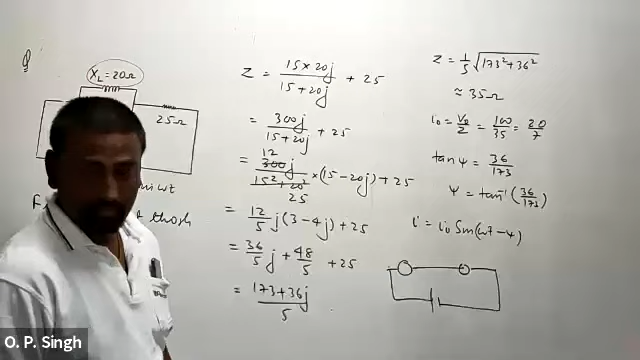 Q
X_L = 20Ω
25Ω
Z = 15×20j / 15+20j + 25
= 300j / 15+20j + 25
= 12 300j / 15²+20² 25 ×(15-20j)+25
= 12/5 j(3-4j)+25
= 36/5 j + 48/5 + 25
= 173+36j / 5
Z = 1/5 √173²+36²
≈ 35Ω
i₀ = V₀/Z = 100/35 = 20/7
tanψ = 36/173
ψ = tan⁻¹(36/173)
i = i₀ Sin(ωt-ψ)
O. P. Singh